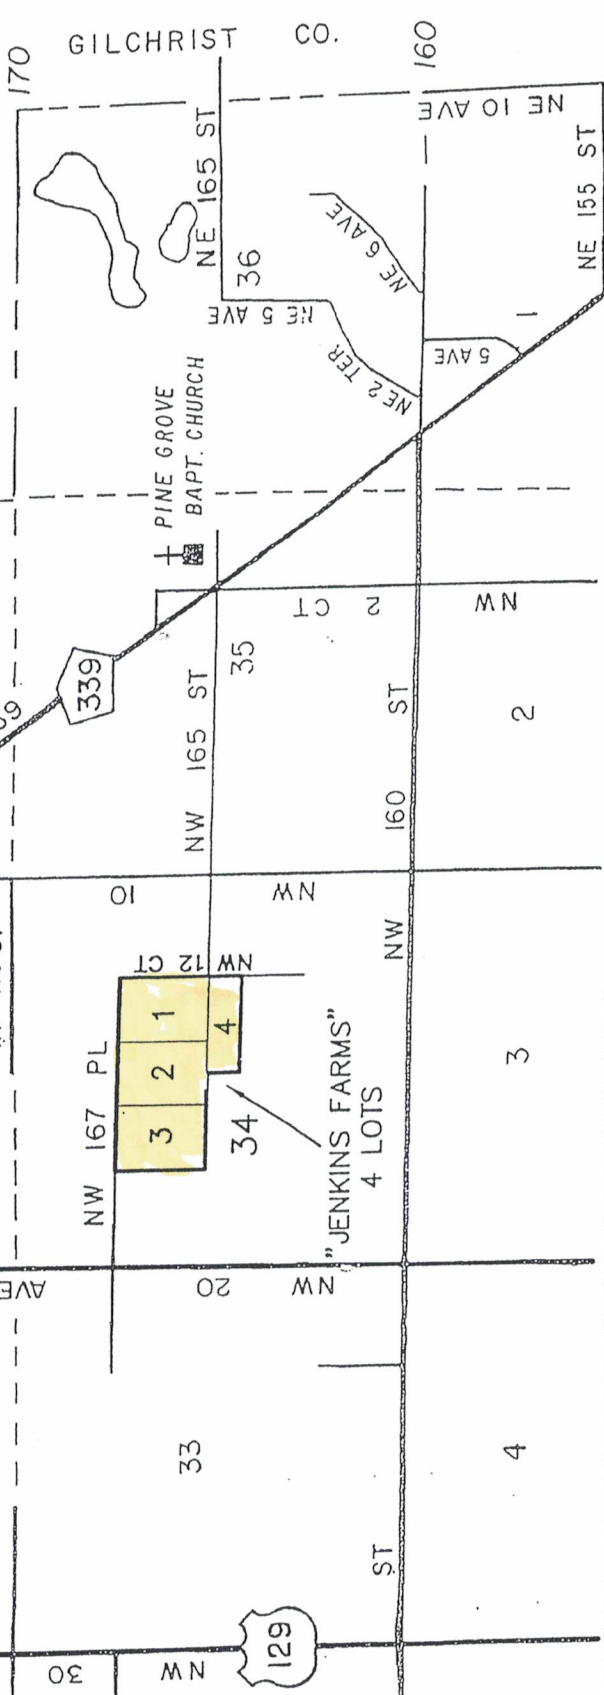 GILCHRIST CO.
170
160
NE 165 ST
36
NE 5 AVE
NE 6 AVE
NE 2 TER
5 AVE
1
NE 10 AVE
NE 155 ST
PINE GROVE
BAPT. CHURCH
339
NW 165 ST
35
NW 2 CT
2
NW 160 ST
NW 10
NW 12 CT
NW 167 PL
1
2
3
4
34
"JENKINS FARMS"
4 LOTS
3
NW 20 AVE
33
4
129
NW 30